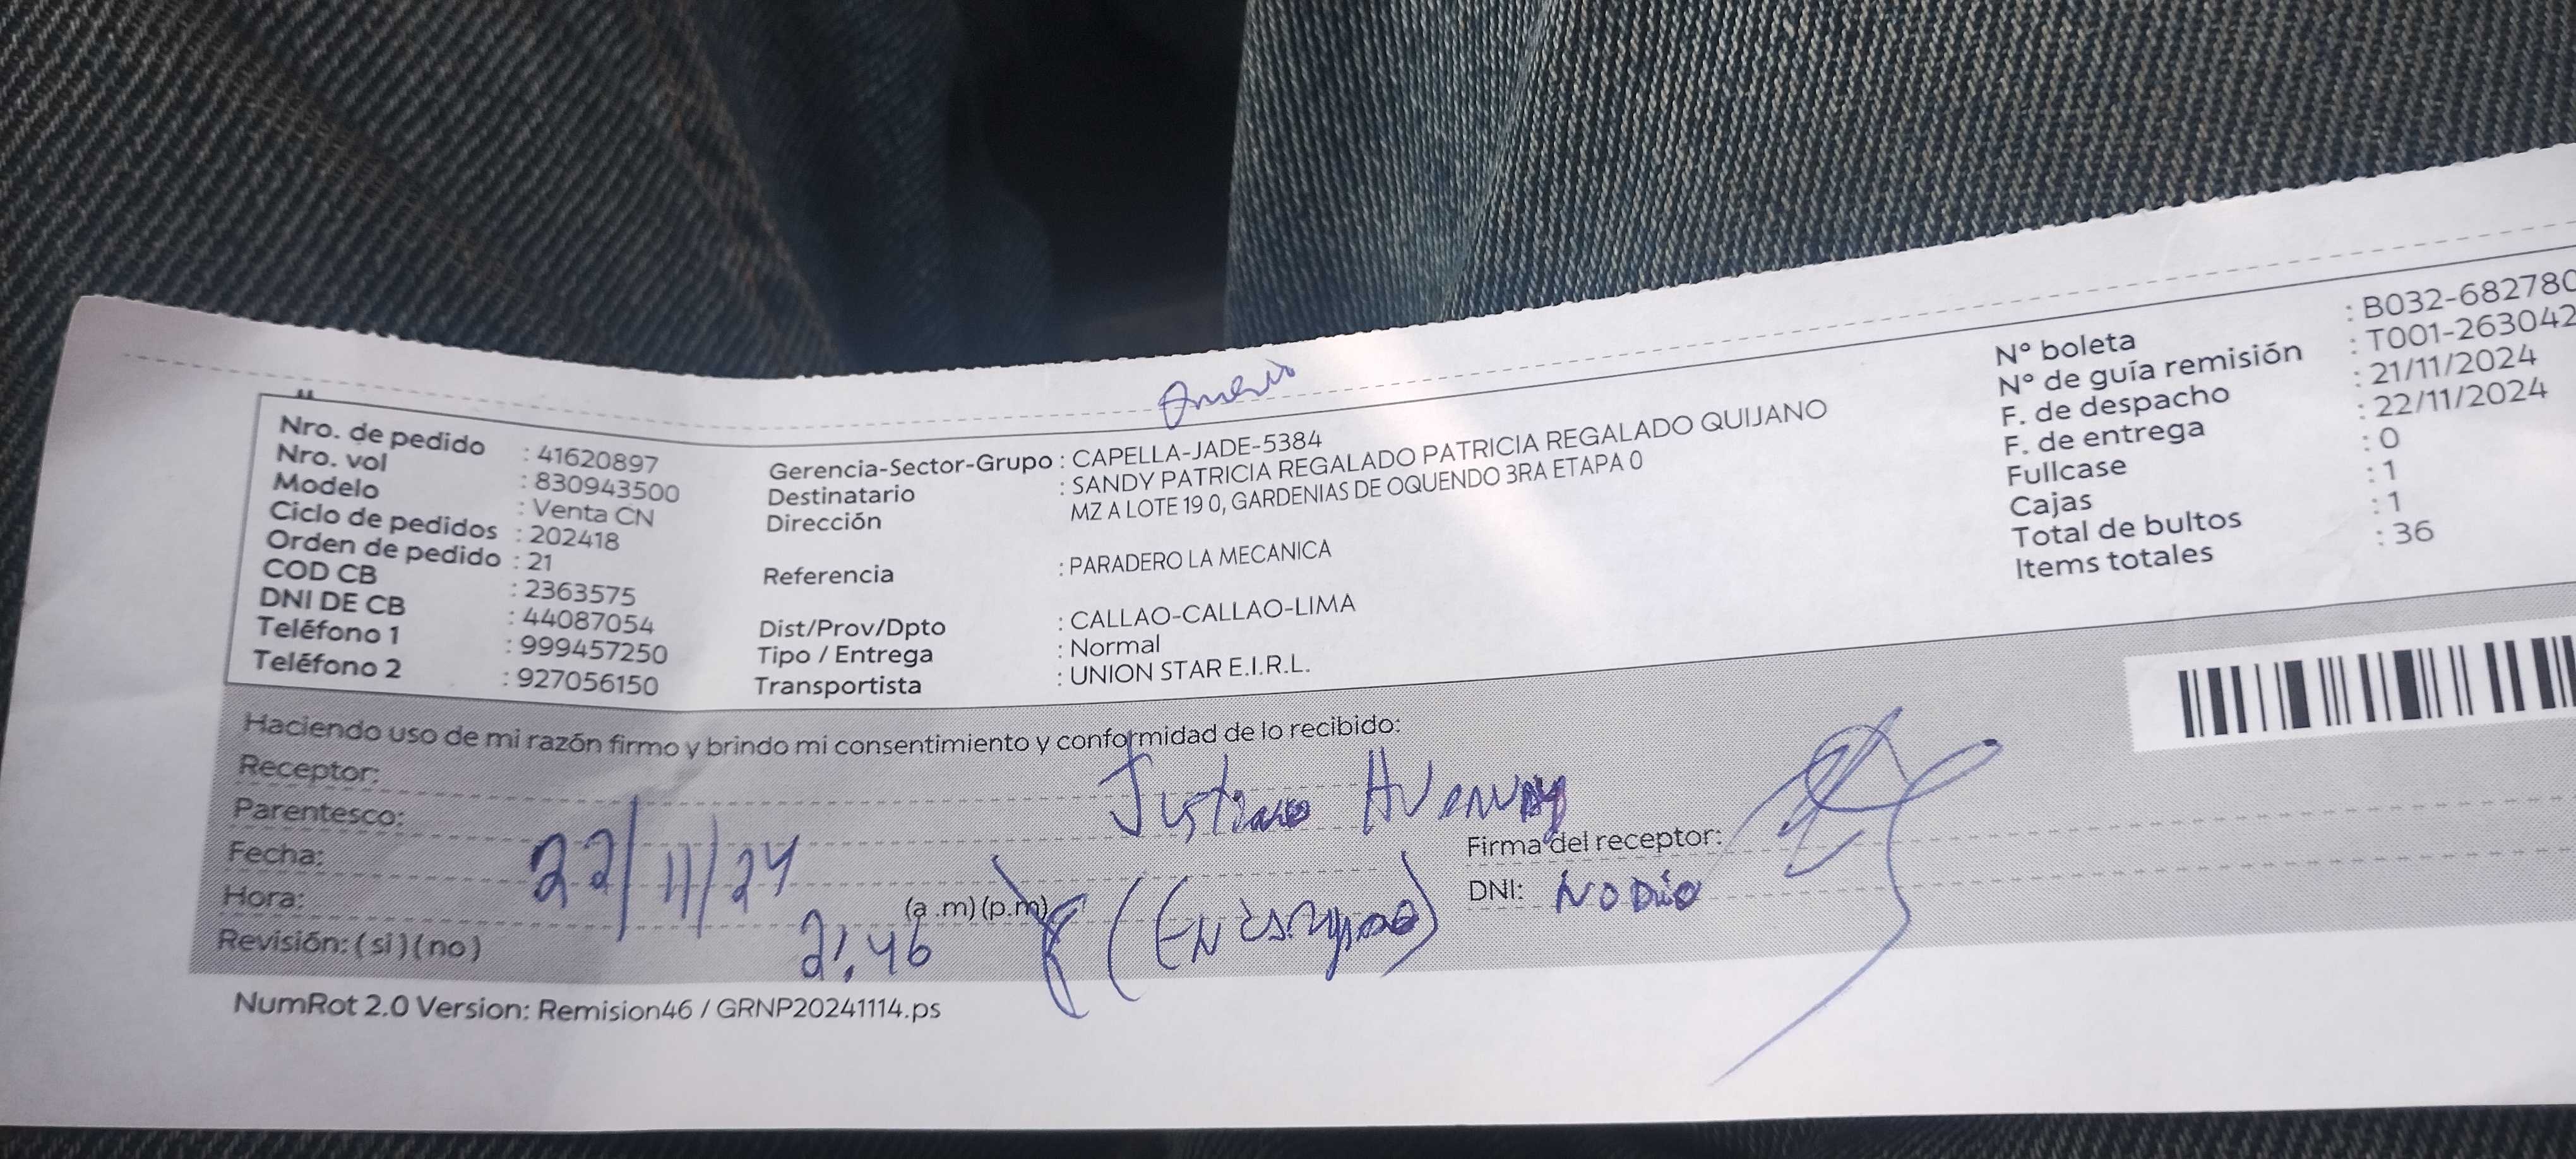 Nro. de pedido : 41620897
Nro. vol : 830943500
Modelo : Venta CN
Ciclo de pedidos : 202418
Orden de pedido : 21
COD CB : 2363575
DNI DE CB : 44087054
Teléfono 1 : 999457250
Teléfono 2 : 927056150
Gerencia-Sector-Grupo : CAPELLA-JADE-5384
Destinatario : SANDY PATRICIA REGALADO PATRICIA REGALADO QUIJANO
Dirección MZ A LOTE 19 0, GARDENIAS DE OQUENDO 3RA ETAPA 0
Referencia : PARADERO LA MECANICA
Dist/Prov/Dpto : CALLAO-CALLAO-LIMA
Tipo / Entrega : Normal
Transportista : UNION STAR E.I.R.L.
N° boleta : B032-682780
N° de guía remisión : T001-263042
F. de despacho : 21/11/2024
F. de entrega : 22/11/2024
Fullcase : 0
Cajas : 1
Total de bultos : 1
Items totales : 36
Haciendo uso de mi razón firmo y brindo mi consentimiento y conformidad de lo recibido:
Receptor:
Parentesco:
Fecha: 22/11/24
Hora: 2:46 (a .m) (p.m)
Revisión: ( si ) ( no )
Firma del receptor:
DNI: NO DIO
NumRot 2.0 Version: Remision46 / GRNP20241114.ps